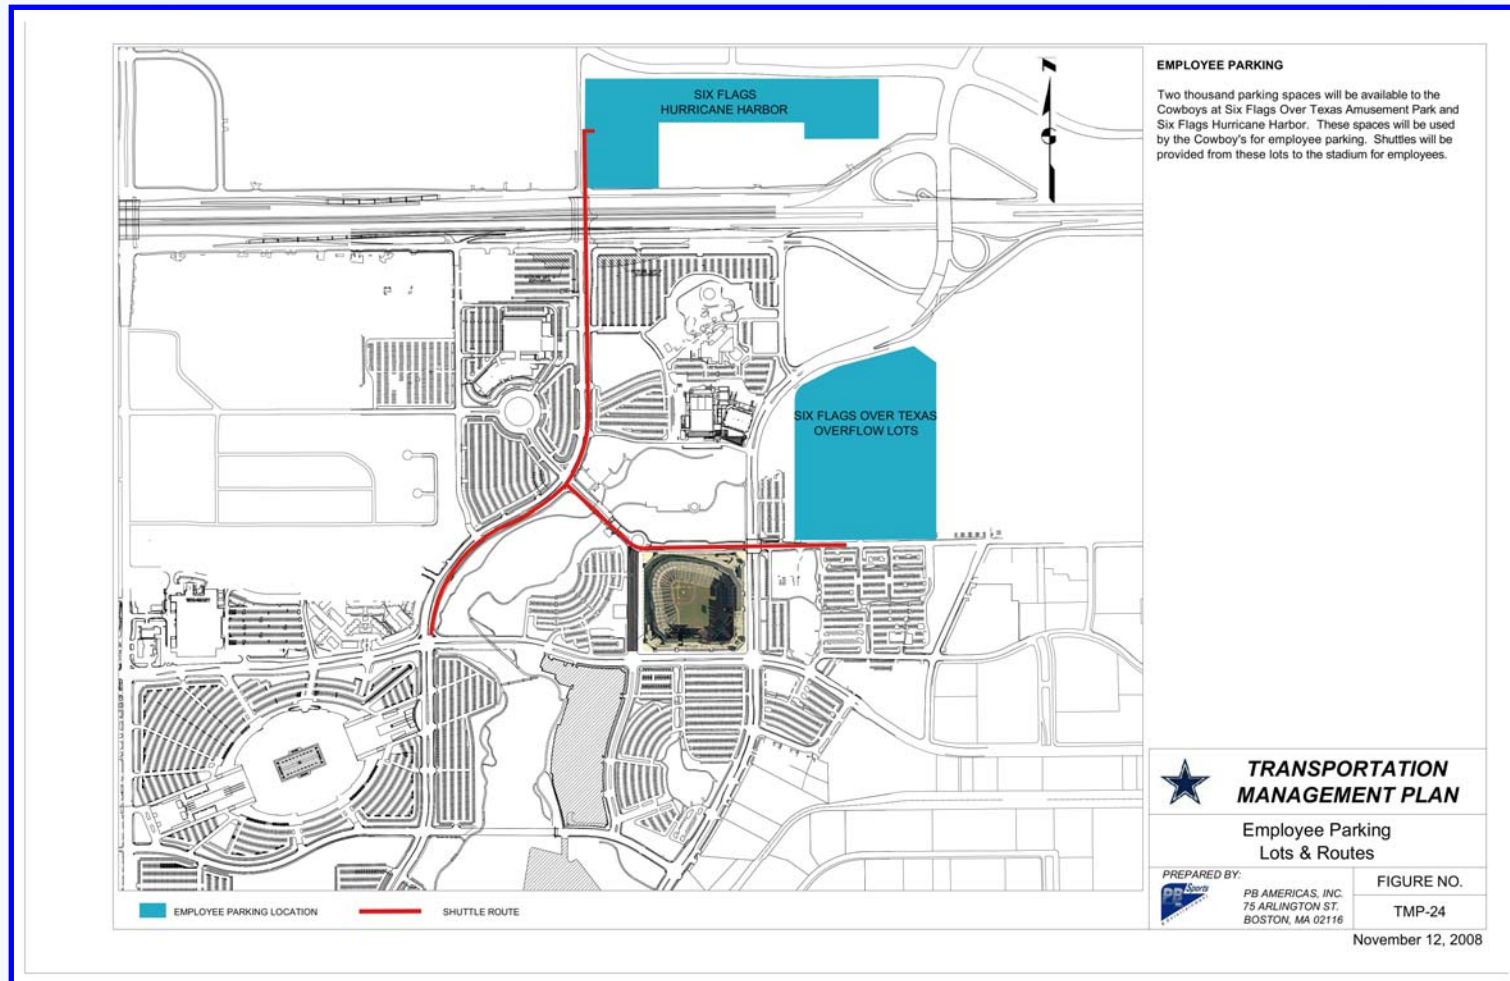 SIX FLAGS
HURRICANE HARBOR
SIX FLAGS OVER TEXAS
OVERFLOW LOTS
EMPLOYEE PARKING LOCATION
SHUTTLE ROUTE
EMPLOYEE PARKING
Two thousand parking spaces will be available to the
Cowboys at Six Flags Over Texas Amusement Park and
Six Flags Hurricane Harbor. These spaces will be used
by the Cowboy's for employee parking. Shuttles will be
provided from these lots to the stadium for employees.
TRANSPORTATION
MANAGEMENT PLAN
Employee Parking
Lots & Routes
PREPARED BY:
PB Sports
PB AMERICAS, INC.
75 ARLINGTON ST.
BOSTON, MA 02116
FIGURE NO.
TMP-24
November 12, 2008